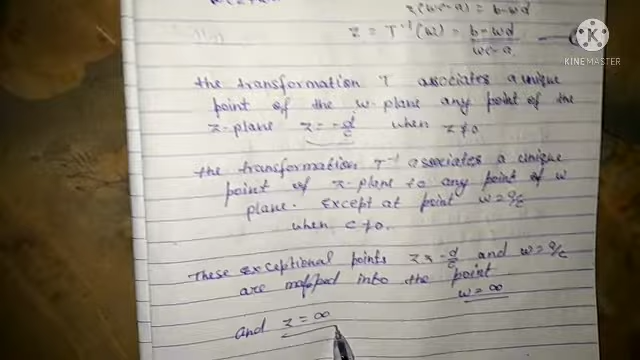 z(wc-a) = b-wd
z = T⁻¹(w) = b-wd / wc-a
KINEMASTER
the transformation T associates a unique
point of the w-plane any point of the
z-plane z = -d/c when z≠0
the transformation T⁻¹ associates a unique
point of z-plane to any point of w
plane. Except at point w = a/c
when c≠0.
These exceptional points z = -d/c and w = a/c
are mapped into the point
w = ∞
and z = ∞